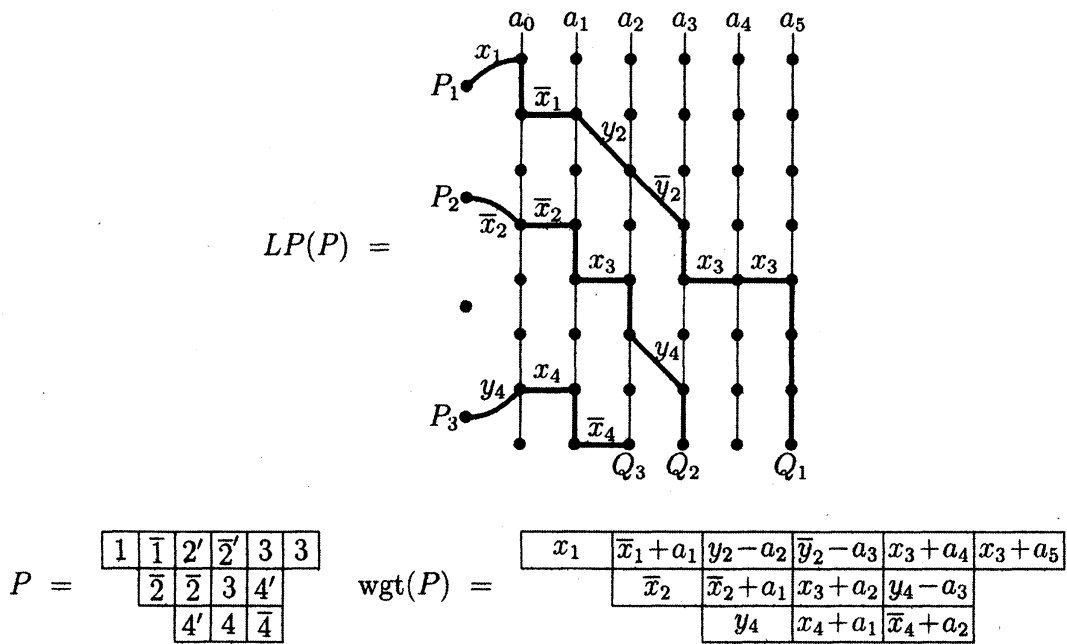 a₀ a₁ a₂ a₃ a₄ a₅
x₁
P₁
x̅₁
y₂
P₂ x̅₂ y̅₂
x̅₂
LP(P) =
x₃ x₃ x₃
y₄
y₄ x₄
P₃ x̅₄
Q₃ Q₂ Q₁
1 1̅ 2′ 2̅′ 3 3 x₁ x̅₁+a₁ y₂−a₂ y̅₂−a₃ x₃+a₄ x₃+a₅
P = 2̅ 2̅ 3 4′ wgt(P) = x̅₂ x̅₂+a₁ x₃+a₂ y₄−a₃
4′ 4 4̅ y₄ x₄+a₁ x̅₄+a₂